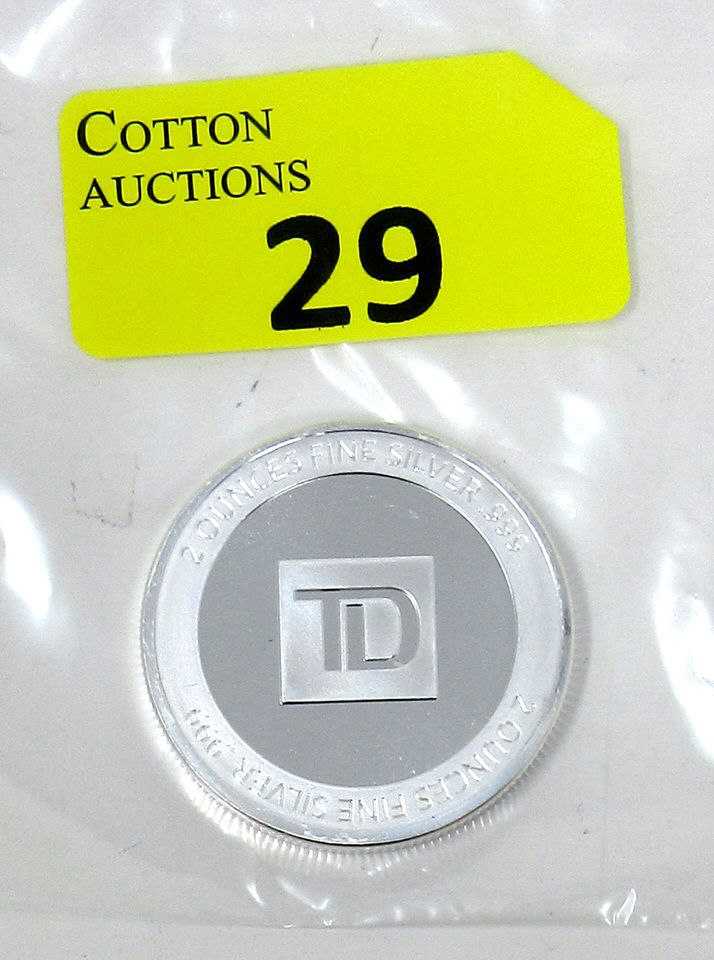 COTTON
AUCTIONS
29
2 OUNCES FINE SILVER .999
TD
2 OUNCES FINE SILVER .999